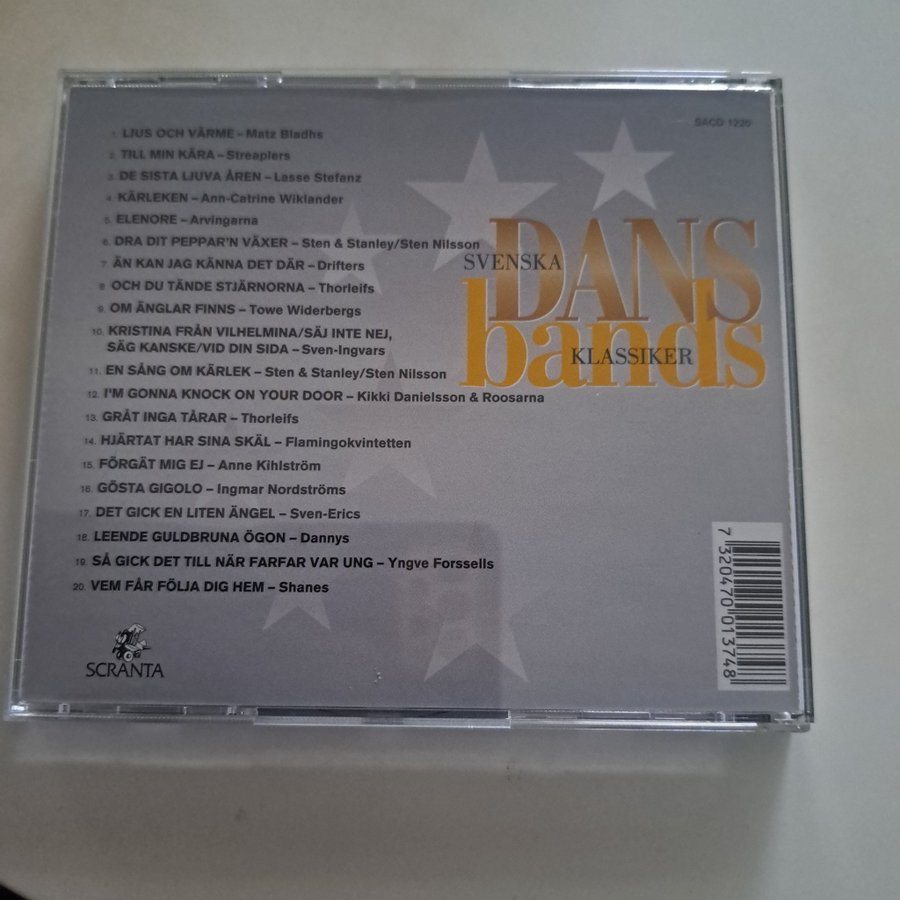 SACD 1220
1. LJUS OCH VÄRME – Matz Bladhs
2. TILL MIN KÄRA – Streaplers
3. DE SISTA LJUVA ÅREN – Lasse Stefanz
4. KÄRLEKEN – Ann-Catrine Wiklander
5. ELENORE – Arvingarna
6. DRA DIT PEPPAR'N VÄXER – Sten & Stanley/Sten Nilsson
7. ÄN KAN JAG KÄNNA DET DÄR – Drifters
8. OCH DU TÄNDE STJÄRNORNA – Thorleifs
9. OM ÄNGLAR FINNS – Towe Widerbergs
10. KRISTINA FRÅN VILHELMINA/SÄJ INTE NEJ,
SÄG KANSKE/VID DIN SIDA – Sven-Ingvars
11. EN SÅNG OM KÄRLEK – Sten & Stanley/Sten Nilsson
12. I'M GONNA KNOCK ON YOUR DOOR – Kikki Danielsson & Roosarna
13. GRÅT INGA TÅRAR – Thorleifs
14. HJÄRTAT HAR SINA SKÄL – Flamingokvintetten
15. FÖRGÄT MIG EJ – Anne Kihlström
16. GÖSTA GIGOLO – Ingmar Nordströms
17. DET GICK EN LITEN ÄNGEL – Sven-Erics
18. LEENDE GULDBRUNA ÖGON – Dannys
19. SÅ GICK DET TILL NÄR FARFAR VAR UNG – Yngve Forssells
20. VEM FÅR FÖLJA DIG HEM – Shanes
SVENSKA
DANS
bands
KLASSIKER
SCRANTA
7 320470 013748